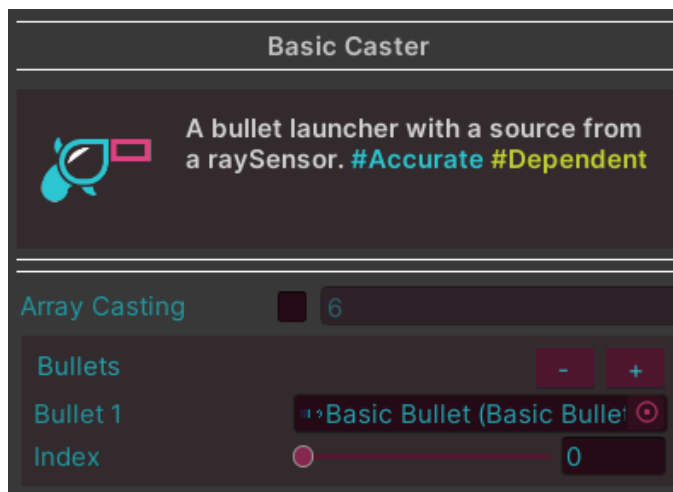 Basic Caster
A bullet launcher with a source from
a raySensor. #Accurate #Dependent
Array Casting 6
Bullets - +
Bullet 1 Basic Bullet (Basic Bullet
Index 0